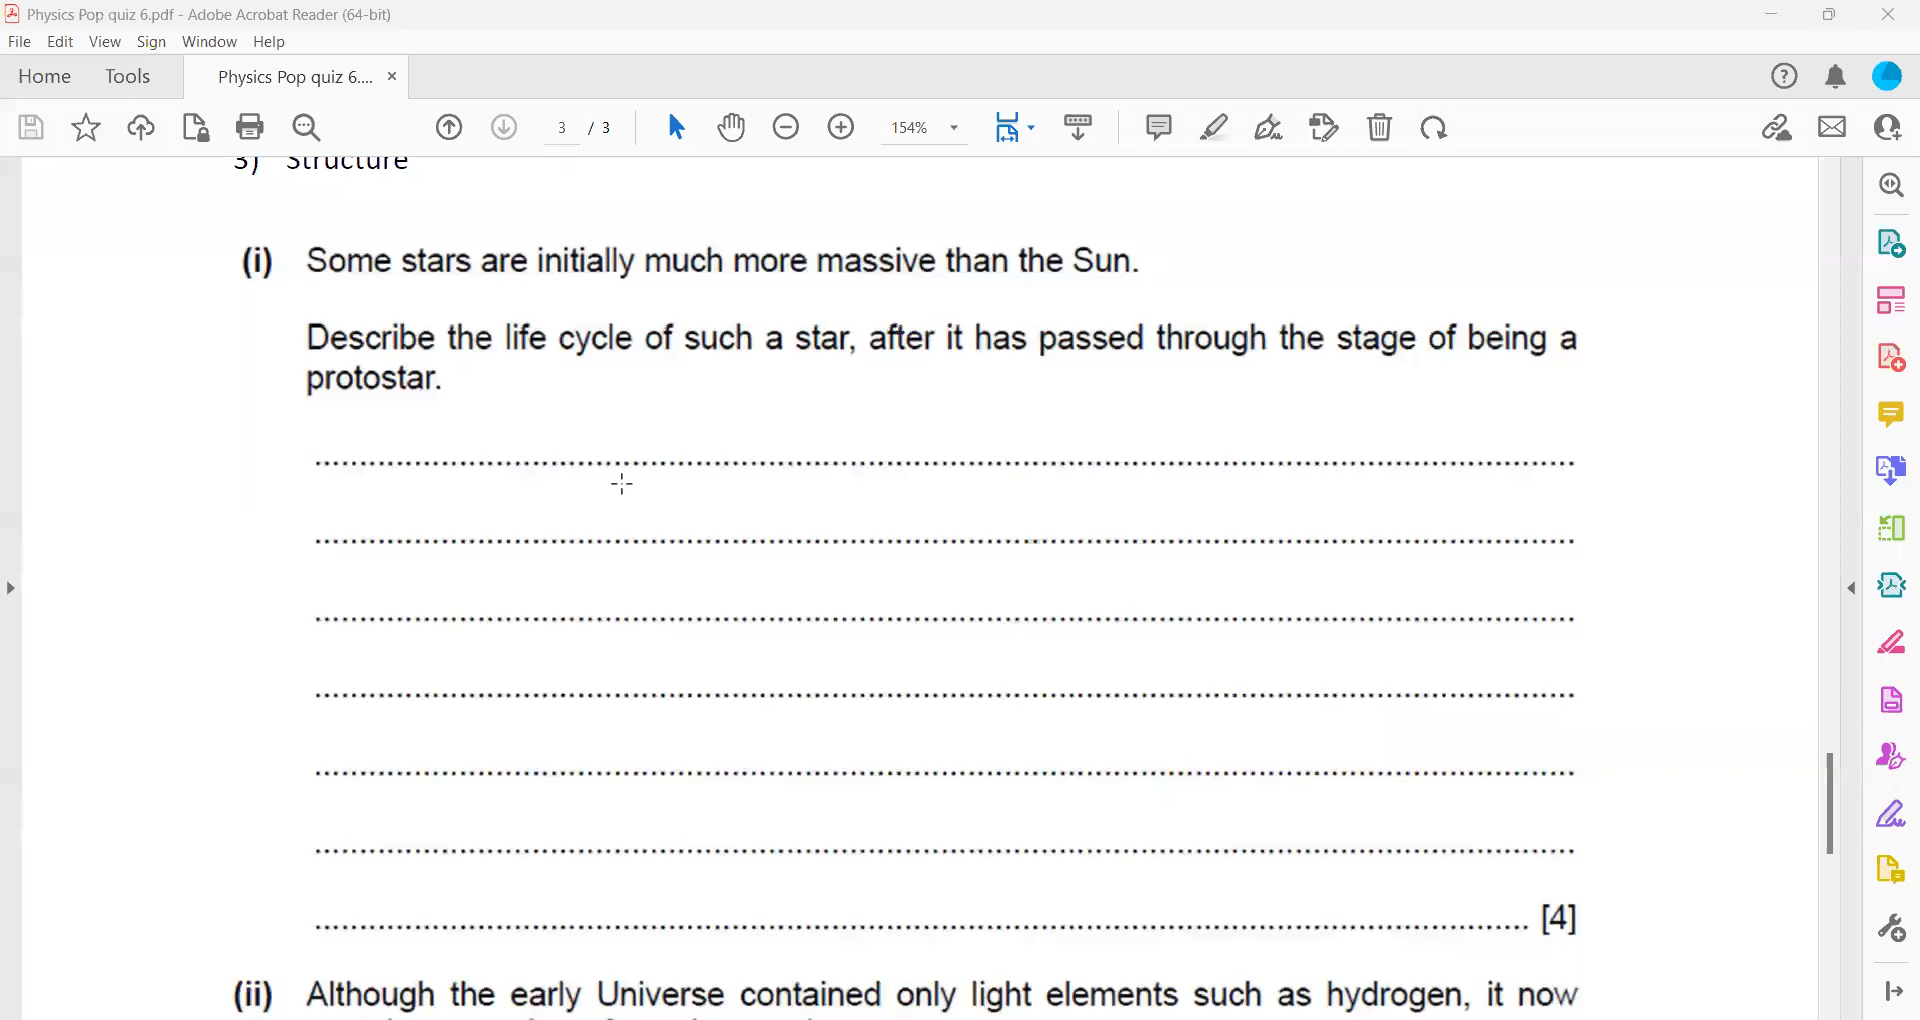 Physics Pop quiz 6.pdf - Adobe Acrobat Reader (64-bit)
File Edit View Sign Window Help
Home Tools Physics Pop quiz 6.... ×
3 / 3 154%
3) Structure
(i) Some stars are initially much more massive than the Sun.
Describe the life cycle of such a star, after it has passed through the stage of being a
protostar.
[4]
(ii) Although the early Universe contained only light elements such as hydrogen, it now